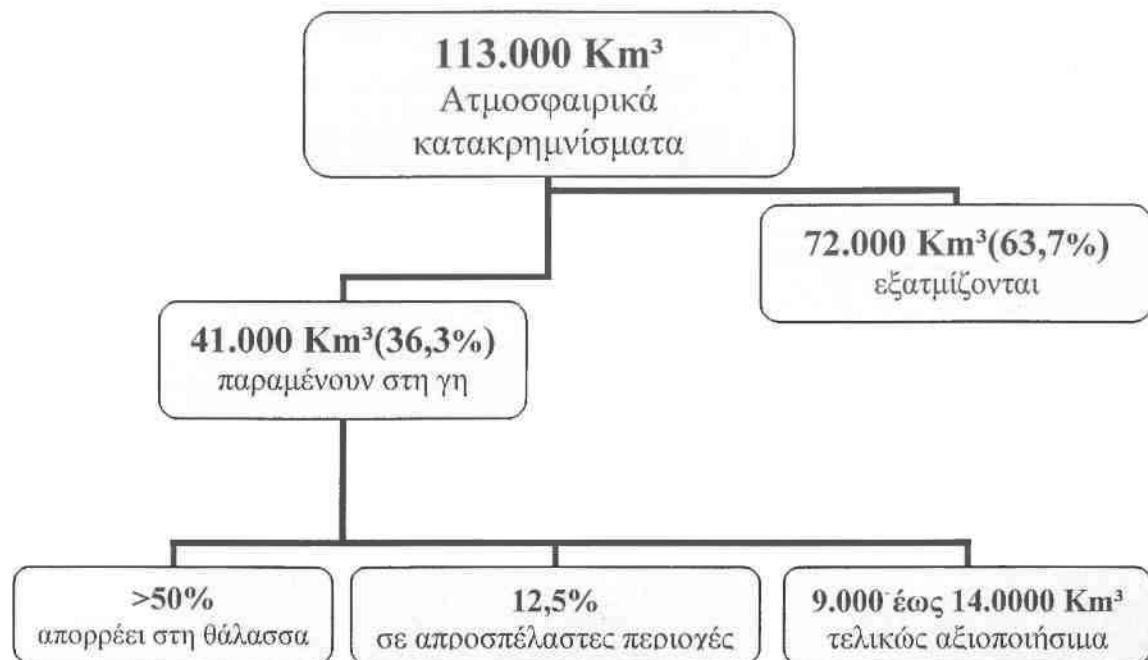 113.000 Km³
Ατμοσφαιρικά
κατακρημνίσματα
72.000 Km³(63,7%)
εξατμίζονται
41.000 Km³(36,3%)
παραμένουν στη γη
>50%
απορρέει στη θάλασσα
12,5%
σε απροσπέλαστες περιοχές
9.000 έως 14.0000 Km³
τελικώς αξιοποιήσιμα